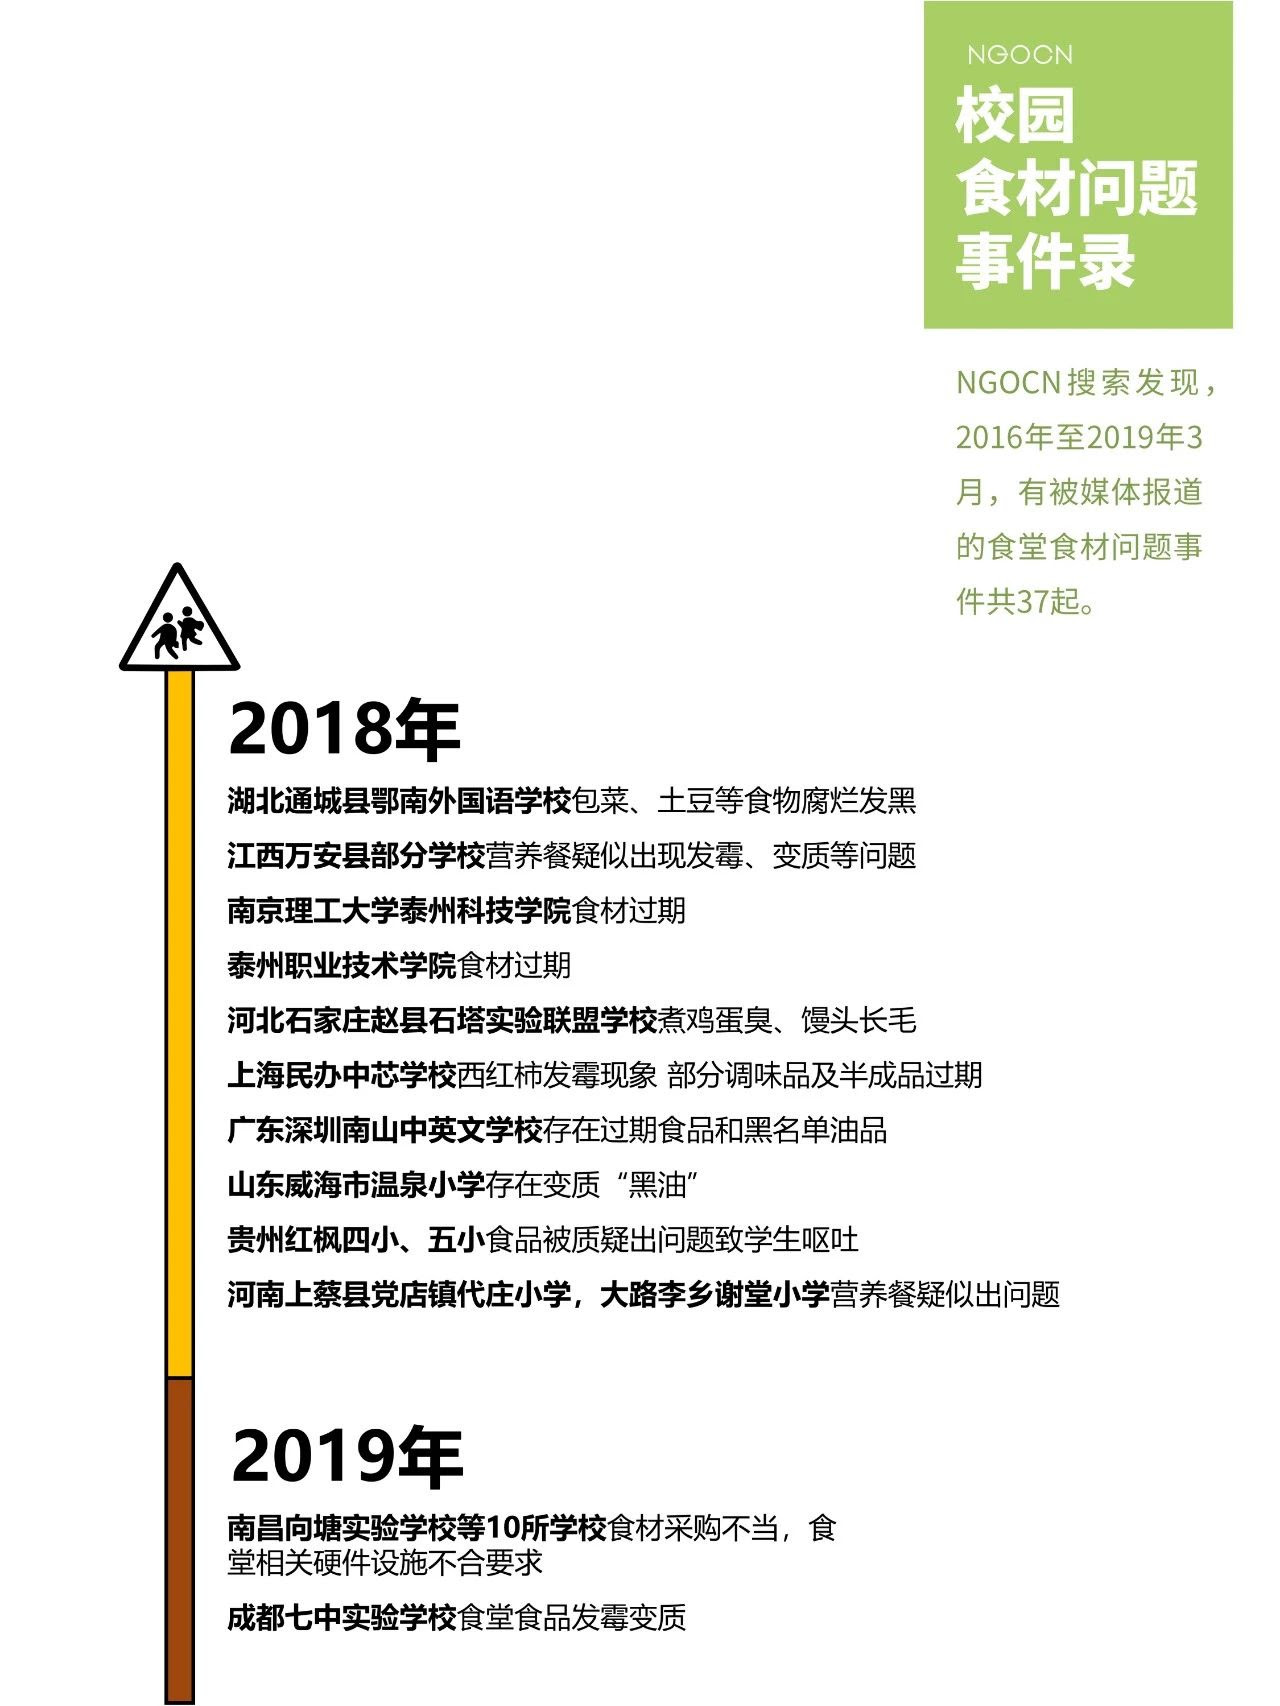 NGOCN
校园
食材问题
事件录
NGOCN搜索发现，
2016年至2019年3
月，有被媒体报道
的食堂食材问题事
件共37起。
2018年
湖北通城县鄂南外国语学校包菜、土豆等食物腐烂发黑
江西万安县部分学校营养餐疑似出现发霉、变质等问题
南京理工大学泰州科技学院食材过期
泰州职业技术学院食材过期
河北石家庄赵县石塔实验联盟学校煮鸡蛋臭、馒头长毛
上海民办中芯学校西红柿发霉现象 部分调味品及半成品过期
广东深圳南山中英文学校存在过期食品和黑名单油品
山东威海市温泉小学存在变质“黑油”
贵州红枫四小、五小食品被质疑出问题致学生呕吐
河南上蔡县党店镇代庄小学，大路李乡谢堂小学营养餐疑似出问题
2019年
南昌向塘实验学校等10所学校食材采购不当，食
堂相关硬件设施不合要求
成都七中实验学校食堂食品发霉变质